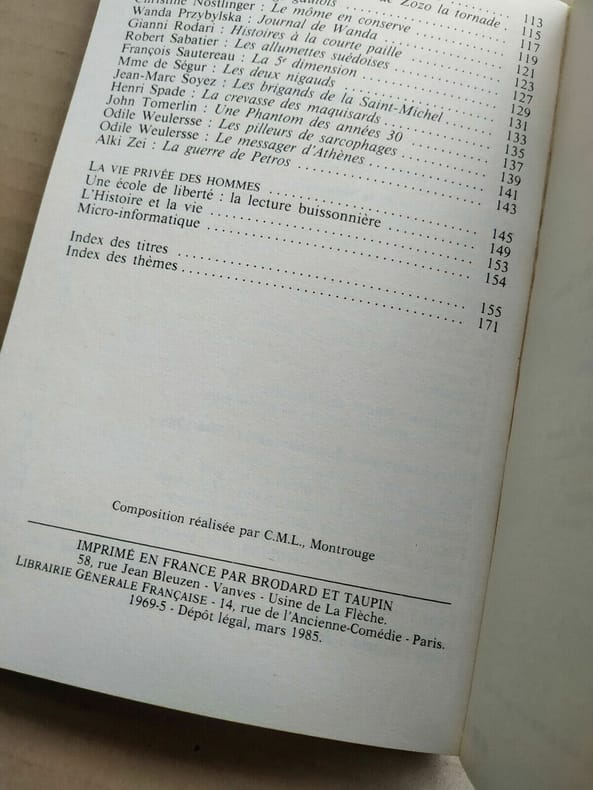 de Zozo la tornade 113
gaulois 115
Christine Nöstlinger : Le môme en conserve 119
Wanda Przybylska : Journal de Wanda 121
Gianni Rodari : Histoires à la courte paille 123
Robert Sabatier : Les allumettes suédoises 127
François Sautereau : La 5e dimension 129
Mme de Ségur : Les deux nigauds 131
Jean-Marc Soyez : Les brigands de la Saint-Michel 133
Henri Spade : La crevasse des maquisards 135
John Tomerlin : Une Phantom des années 30 137
Odile Weulersse : Les pilleurs de sarcophages 139
Odile Weulersse : Le messager d'Athènes 141
Alki Zei : La guerre de Petros 143
LA VIE PRIVÉE DES HOMMES 145
Une école de liberté : la lecture buissonnière 149
L'Histoire et la vie 153
Micro-informatique 154
Index des titres 155
Index des thèmes 171
Composition réalisée par C.M.L., Montrouge
IMPRIMÉ EN FRANCE PAR BRODARD ET TAUPIN
58, rue Jean Bleuzen - Vanves - Usine de La Flèche.
LIBRAIRIE GÉNÉRALE FRANÇAISE - 14, rue de l'Ancienne-Comédie - Paris.
1969-5 - Dépôt légal, mars 1985.